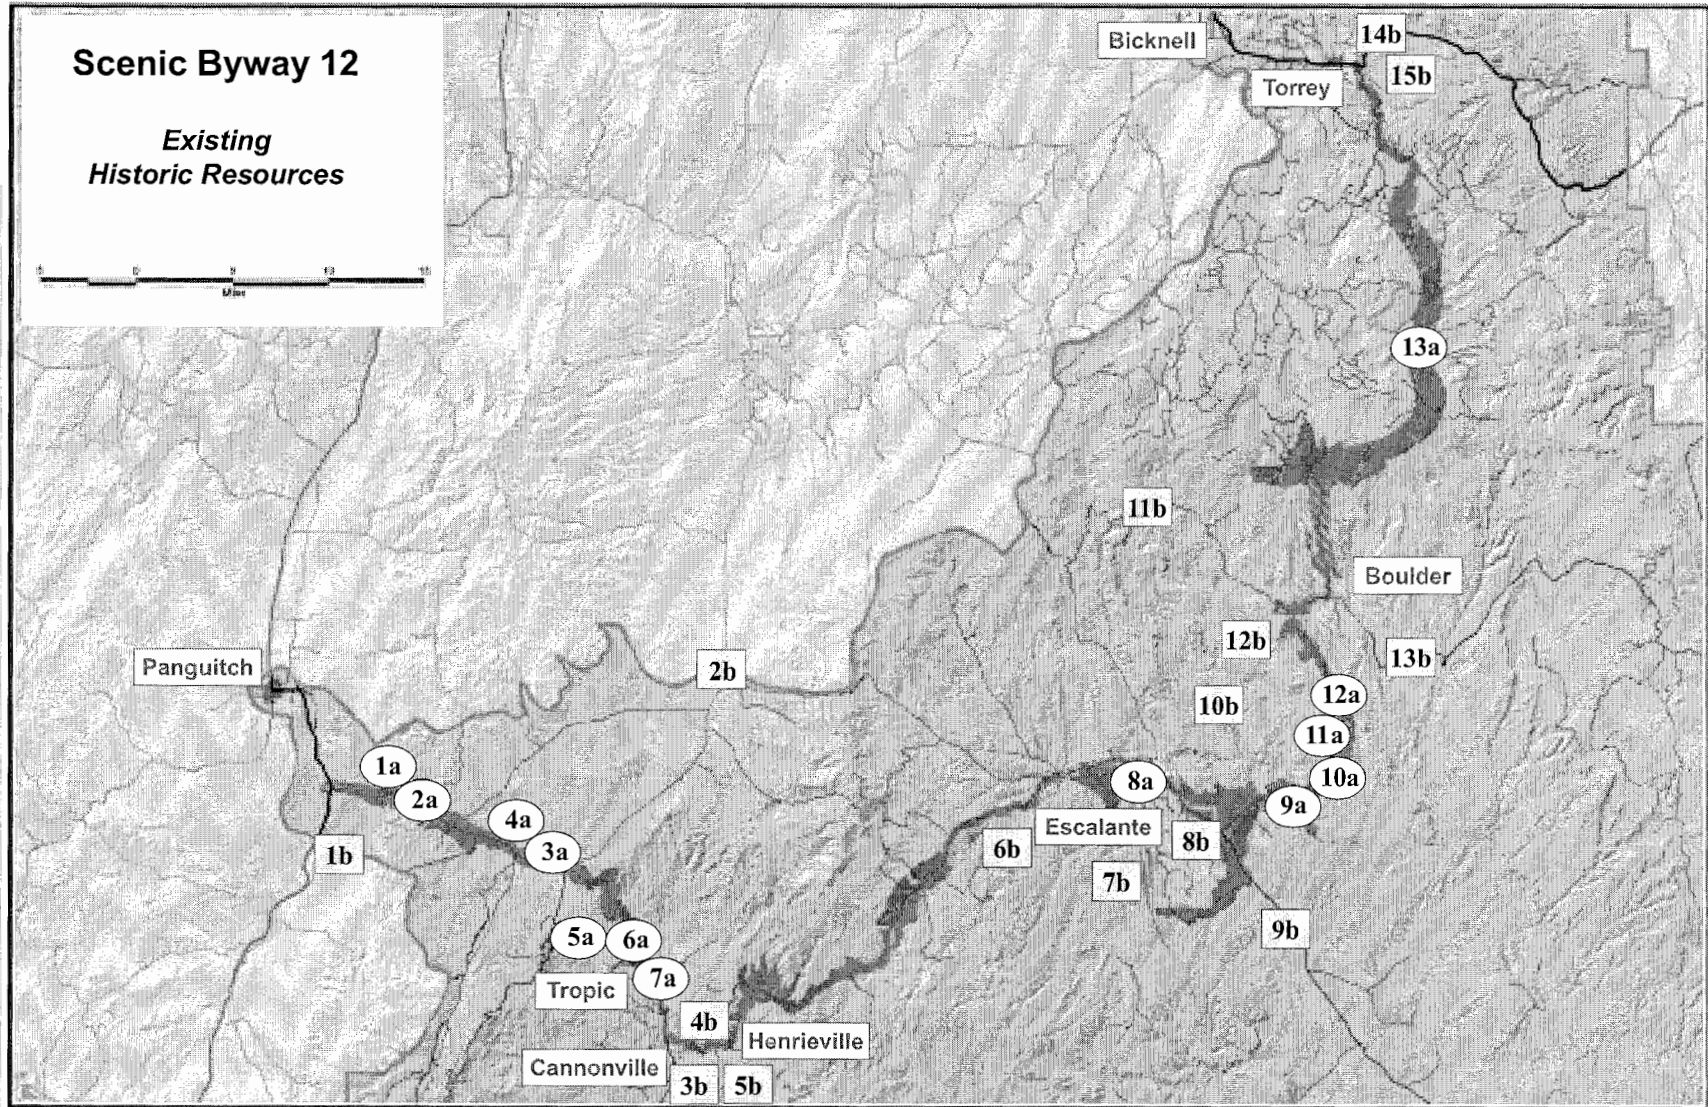 Scenic Byway 12
Existing
Historic Resources
Miles
Bicknell
14b
Torrey
15b
13a
11b
Boulder
Panguitch
2b
12b
13b
12a
10b
11a
1a
10a
2a
8a
9a
4a
Escalante
3a
8b
1b
6b
7b
5a
6a
9b
7a
Tropic
4b
Henrieville
Cannonville
3b
5b